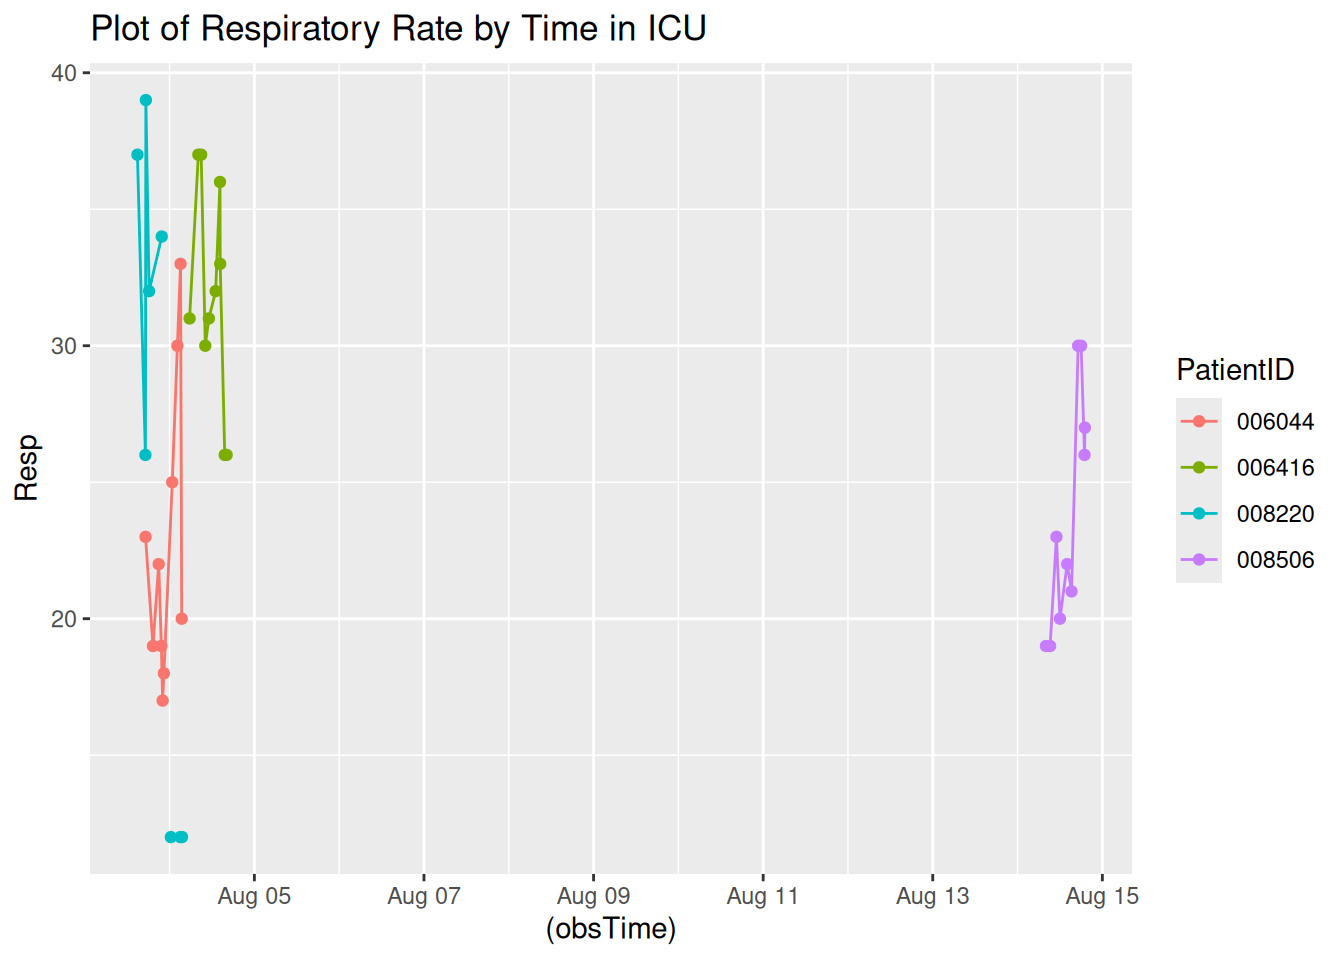 Plot of Respiratory Rate by Time in ICU
40
30
20
Resp
Aug 05
Aug 07
Aug 09
Aug 11
Aug 13
Aug 15
(obsTime)
PatientID
006044
006416
008220
008506